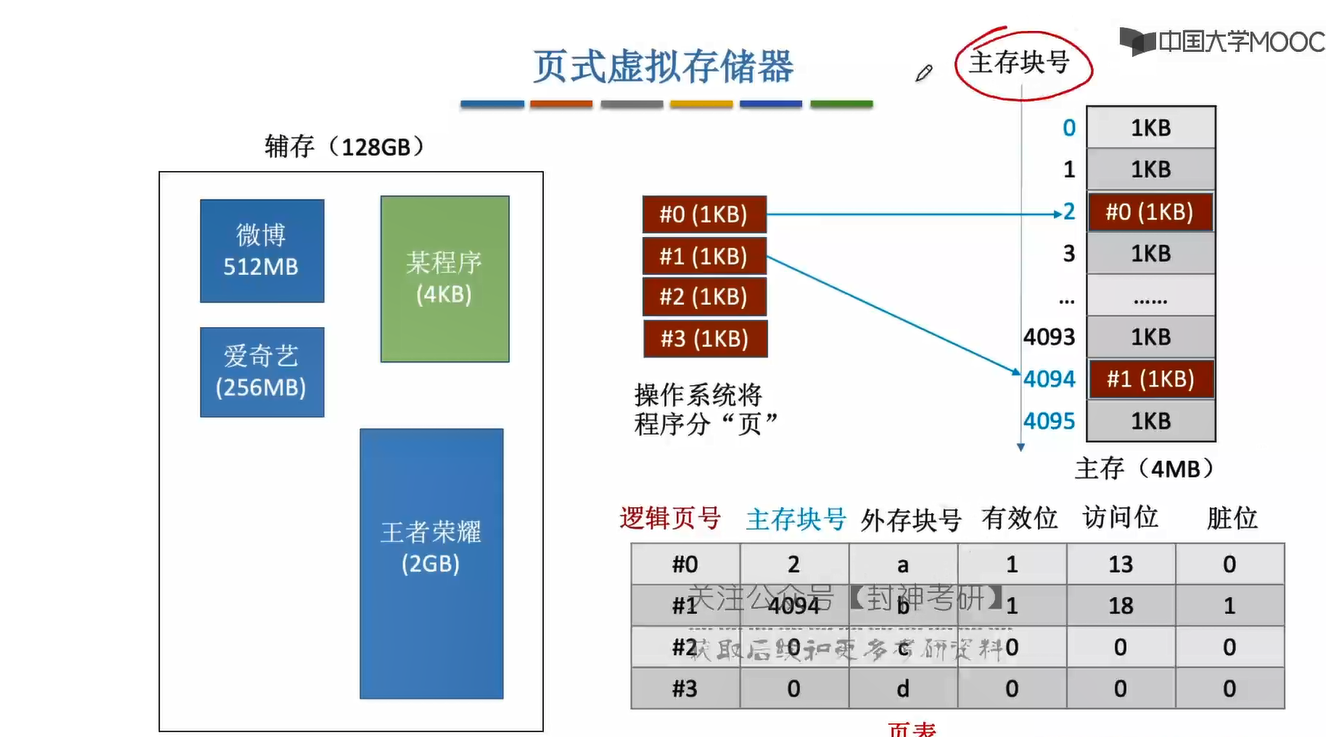 中国大学MOOC
页式虚拟存储器
主存块号
辅存（128GB）
微博
512MB
某程序
(4KB)
爱奇艺
(256MB)
王者荣耀
(2GB)
#0 (1KB)
#1 (1KB)
#2 (1KB)
#3 (1KB)
操作系统将
程序分“页”
0 1KB
1 1KB
2 #0 (1KB)
3 1KB
... ......
4093 1KB
4094 #1 (1KB)
4095 1KB
主存（4MB）
逻辑页号 主存块号 外存块号 有效位 访问位 脏位
#0 2 a 1 13 0
#1 4094 b 1 18 1
#2 0 c 0 0 0
#3 0 d 0 0 0
关注公众号【封神考研】
获取后续和更多考研资料
页表